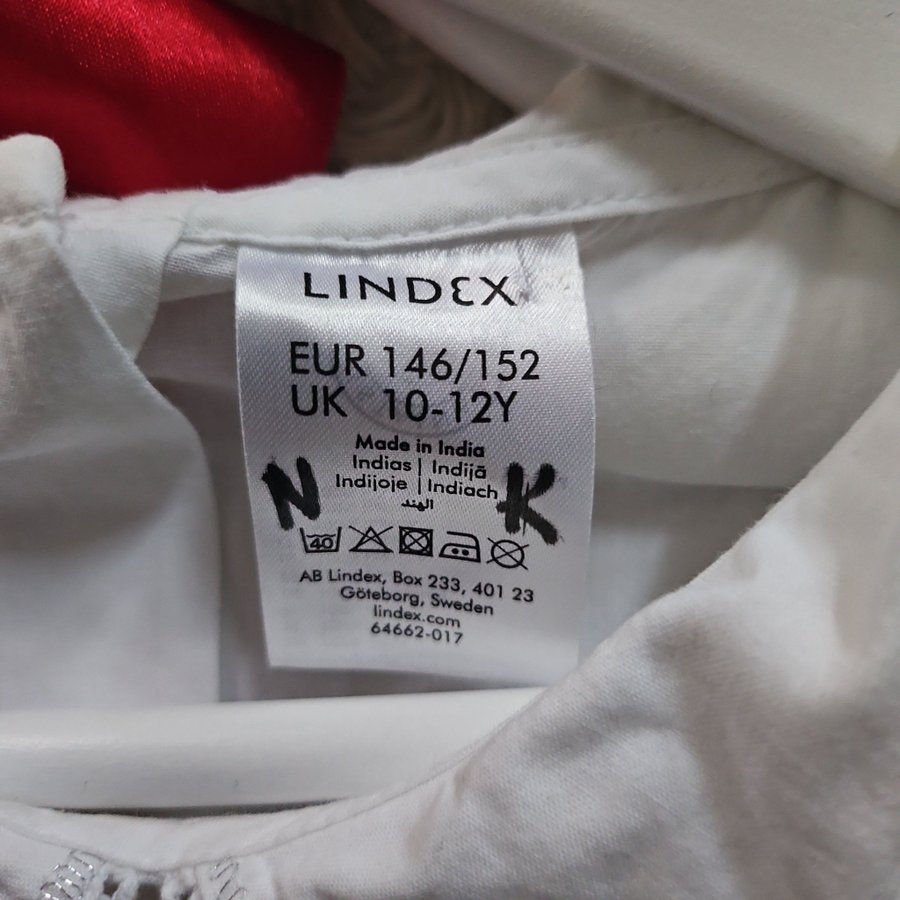 LINDEX
EUR 146/152
UK 10-12Y
Made in India
Indias | Indijā
Indijoje | Indiach
الهند
N K
40
AB Lindex, Box 233, 401 23
Göteborg, Sweden
lindex.com
64662-017